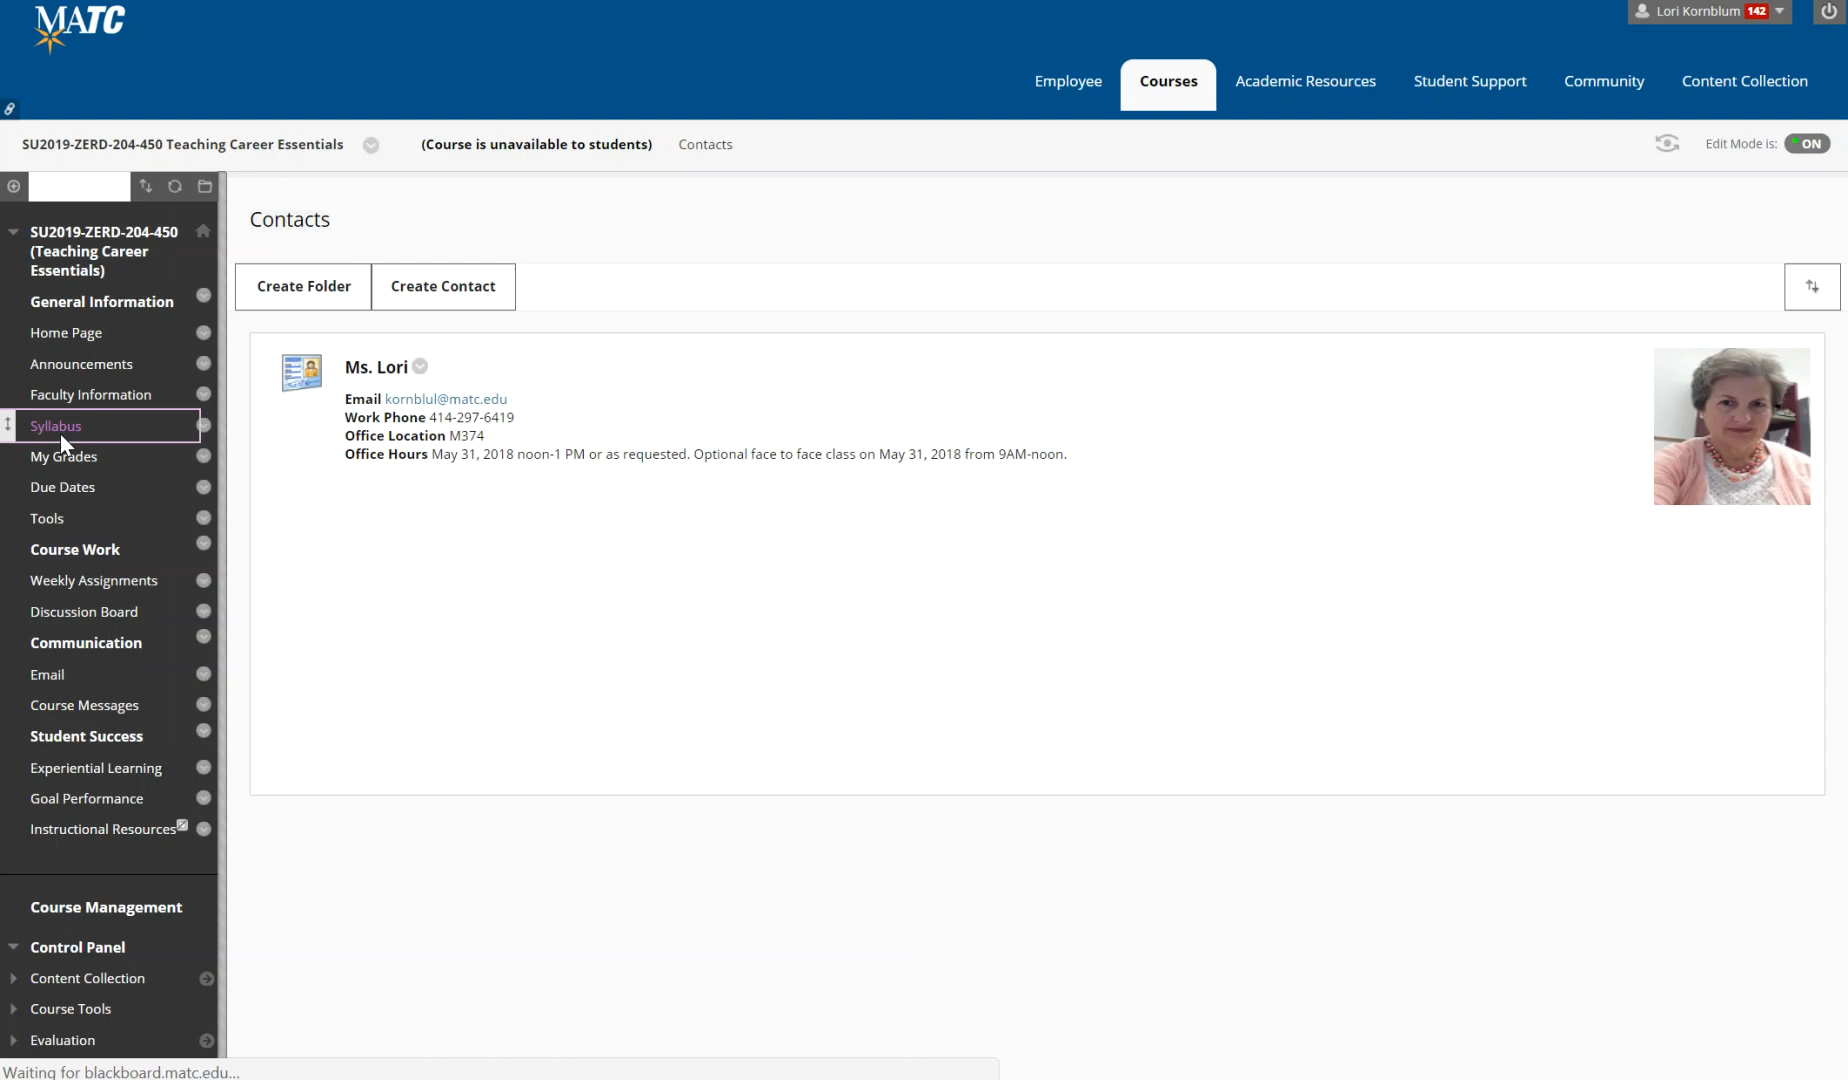 MATC
Lori Kornblum 142
Employee Courses Academic Resources Student Support Community Content Collection
SU2019-ZERD-204-450 Teaching Career Essentials (Course is unavailable to students) Contacts Edit Mode is: ON
SU2019-ZERD-204-450
(Teaching Career
Essentials)
General Information
Home Page
Announcements
Faculty Information
Syllabus
My Grades
Due Dates
Tools
Course Work
Weekly Assignments
Discussion Board
Communication
Email
Course Messages
Student Success
Experiential Learning
Goal Performance
Instructional Resources
Course Management
Control Panel
Content Collection
Course Tools
Evaluation
Contacts
Create Folder Create Contact
Ms. Lori
Email kornblul@matc.edu
Work Phone 414-297-6419
Office Location M374
Office Hours May 31, 2018 noon-1 PM or as requested. Optional face to face class on May 31, 2018 from 9AM-noon.
Waiting for blackboard.matc.edu...